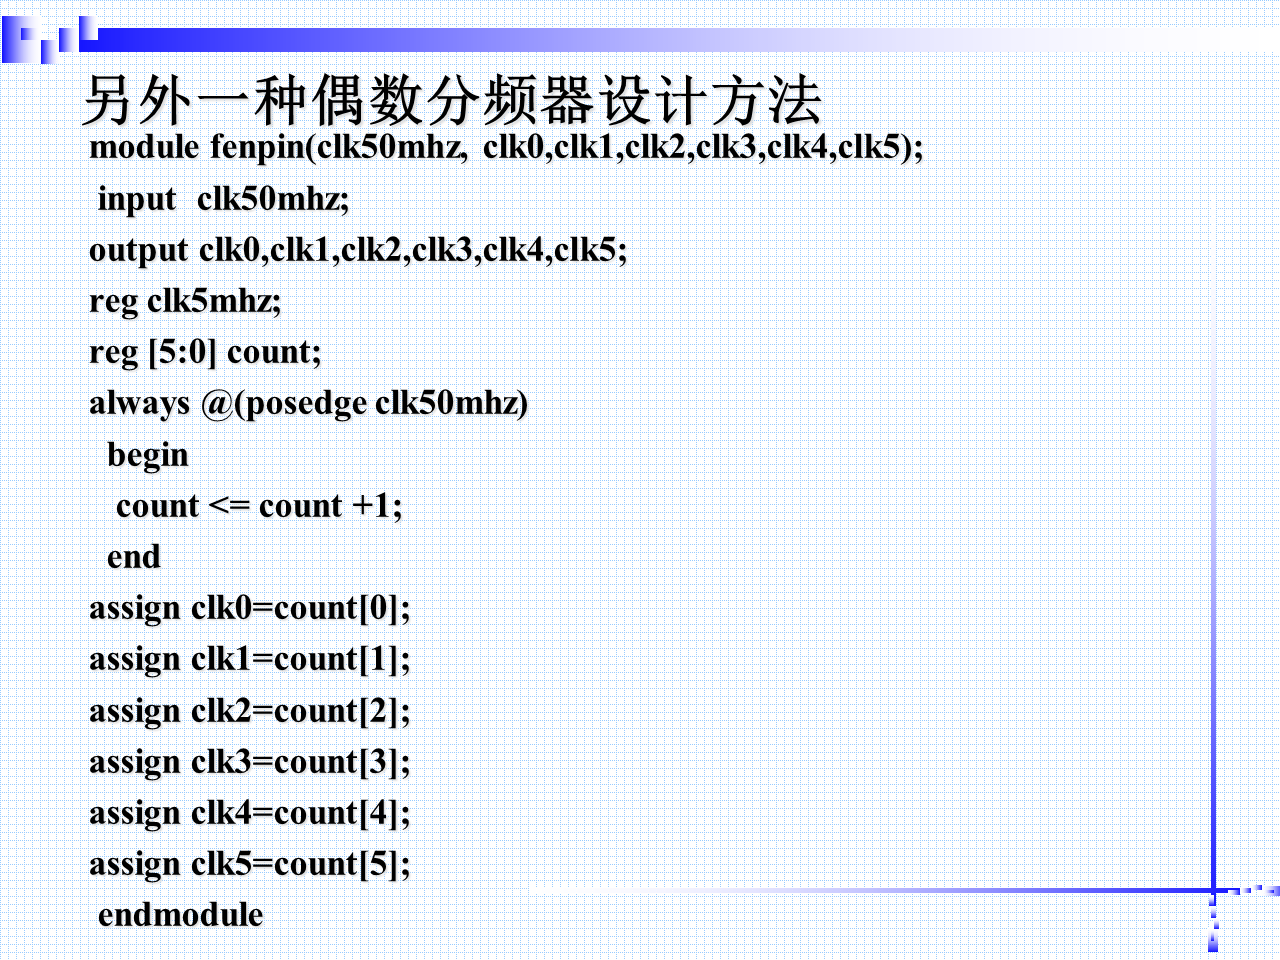 另外一种偶数分频器设计方法
module fenpin(clk50mhz, clk0,clk1,clk2,clk3,clk4,clk5);
input clk50mhz;
output clk0,clk1,clk2,clk3,clk4,clk5;
reg clk5mhz;
reg [5:0] count;
always @(posedge clk50mhz)
begin
count <= count +1;
end
assign clk0=count[0];
assign clk1=count[1];
assign clk2=count[2];
assign clk3=count[3];
assign clk4=count[4];
assign clk5=count[5];
endmodule